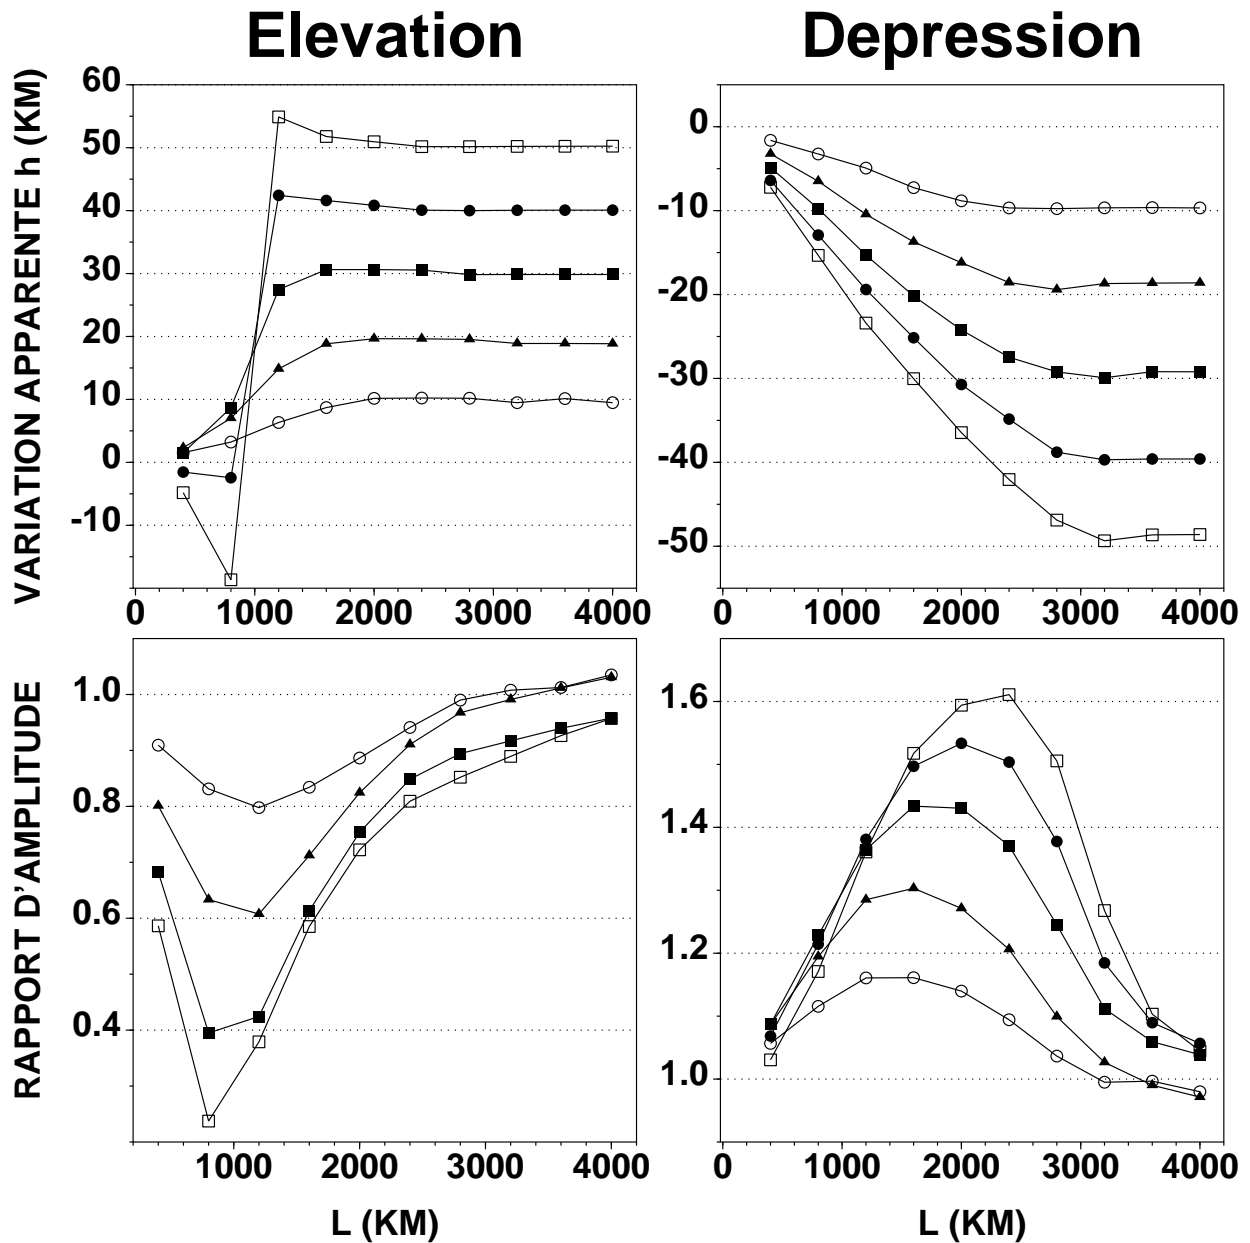 Elevation
Depression
VARIATION APPARENTE h (KM)
60
50
40
30
20
10
0
-10
0 1000 2000 3000 4000
0
-10
-20
-30
-40
-50
0 1000 2000 3000 4000
RAPPORT D'AMPLITUDE
1.0
0.8
0.6
0.4
1000 2000 3000 4000
L (KM)
1.6
1.4
1.2
1.0
0 1000 2000 3000 4000
L (KM)